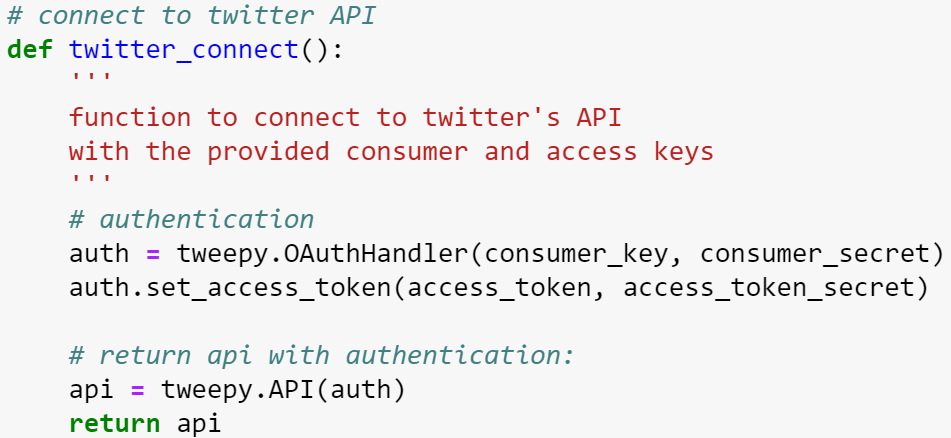 # connect to twitter API
def twitter_connect():
    '''
    function to connect to twitter's API
    with the provided consumer and access keys
    '''
    # authentication
    auth = tweepy.OAuthHandler(consumer_key, consumer_secret)
    auth.set_access_token(access_token, access_token_secret)
    # return api with authentication:
    api = tweepy.API(auth)
    return api